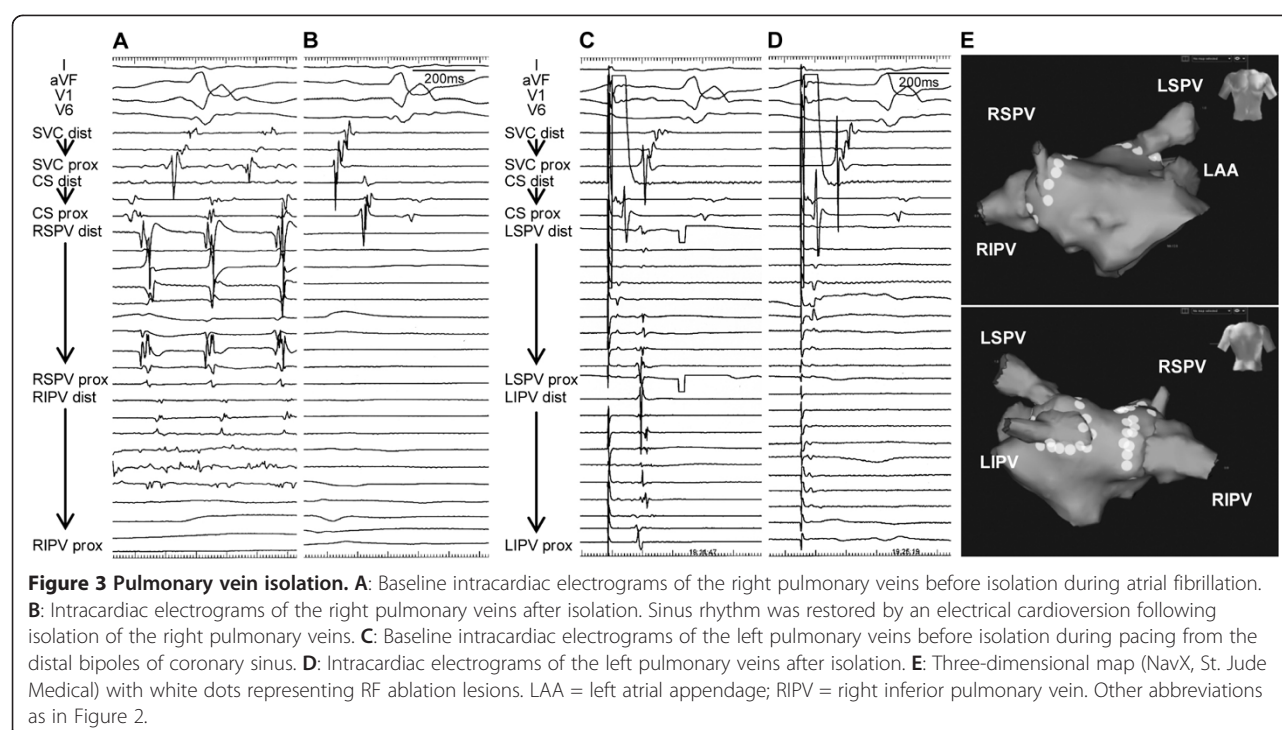 A
B
C
D
E
I
aVF
V1
V6
SVC dist
SVC prox
CS dist
CS prox
RSPV dist
RSPV prox
RIPV dist
RIPV prox
200ms
SVC dist
SVC prox
CS dist
CS prox
LSPV dist
LSPV prox
LIPV dist
LIPV prox
I
aVF
V1
V6
200ms
LSPV
RSPV
LAA
RIPV
LSPV
RSPV
LIPV
RIPV
Figure 3 Pulmonary vein isolation. A: Baseline intracardiac electrograms of the right pulmonary veins before isolation during atrial fibrillation.
B: Intracardiac electrograms of the right pulmonary veins after isolation. Sinus rhythm was restored by an electrical cardioversion following
isolation of the right pulmonary veins. C: Baseline intracardiac electrograms of the left pulmonary veins before isolation during pacing from the
distal bipoles of coronary sinus. D: Intracardiac electrograms of the left pulmonary veins after isolation. E: Three-dimensional map (NavX, St. Jude
Medical) with white dots representing RF ablation lesions. LAA = left atrial appendage; RIPV = right inferior pulmonary vein. Other abbreviations
as in Figure 2.